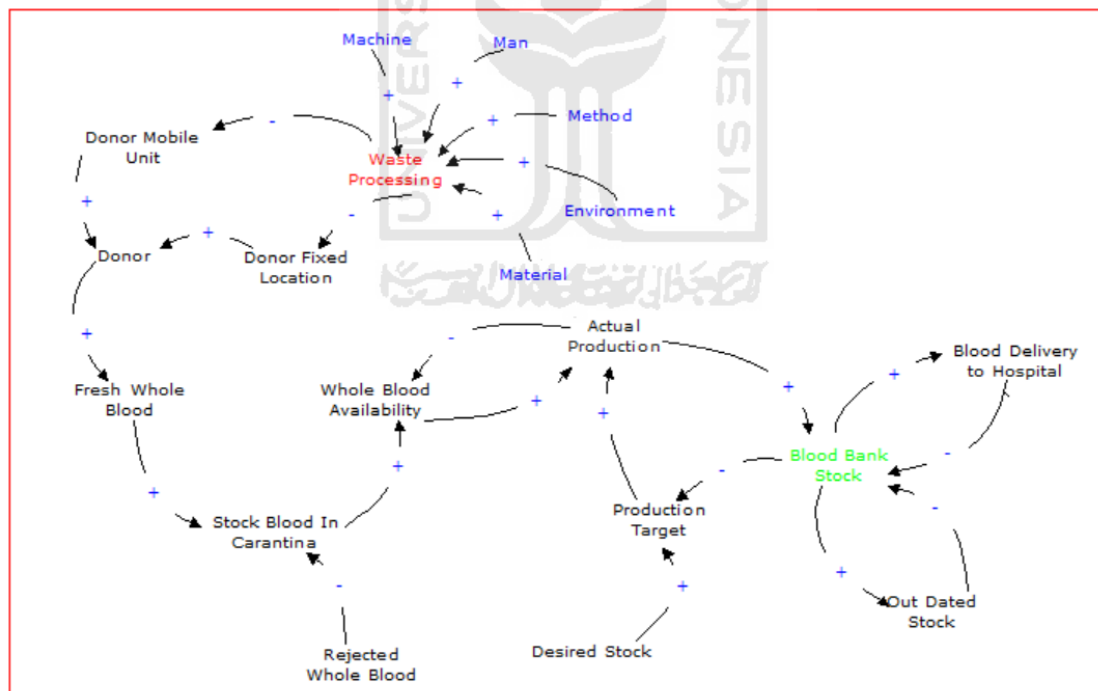 Machine
Man
Method
Donor Mobile
Unit
-
+
+
+
Waste
Processing
+
Environment
+
-
+
Donor
+
Donor Fixed
Location
Material
UNIVERS
ONESIA
Actual
Production
-
+
Fresh Whole
Blood
Whole Blood
Availability
+
+
+
+
Blood Delivery
to Hospital
+
Blood Bank
Stock
-
-
-
+
Stock Blood In
Carantina
Production
Target
-
+
+
Out Dated
Stock
Rejected
Whole Blood
Desired Stock